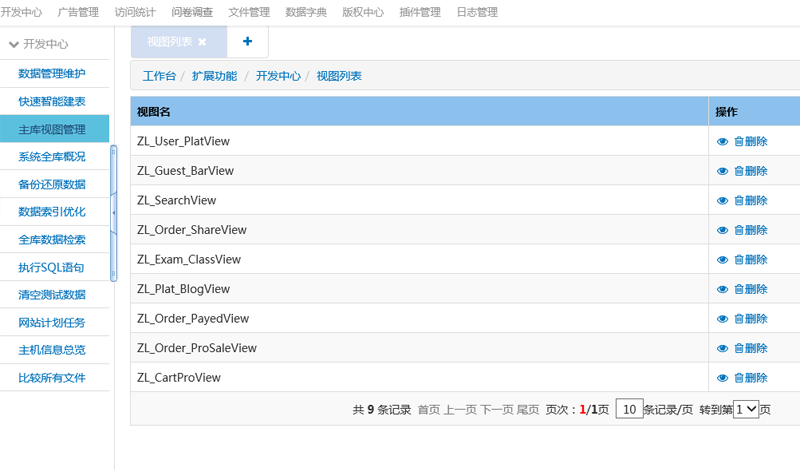 开发中心 广告管理 访问统计 问卷调查 文件管理 数据字典 版权中心 插件管理 日志管理
开发中心
数据管理维护
快速智能建表
主库视图管理
系统全库概况
备份还原数据
数据索引优化
全库数据检索
执行SQL语句
清空测试数据
网站计划任务
主机信息总览
比较所有文件
视图列表 ✖ +
工作台 / 扩展功能 / 开发中心 / 视图列表
视图名 操作
ZL_User_PlatView 删除
ZL_Guest_BarView 删除
ZL_SearchView 删除
ZL_Order_ShareView 删除
ZL_Exam_ClassView 删除
ZL_Plat_BlogView 删除
ZL_Order_PayedView 删除
ZL_Order_ProSaleView 删除
ZL_CartProView 删除
共 9 条记录 首页 上一页 下一页 尾页 页次：1/1页 10 条记录/页 转到第 1 页